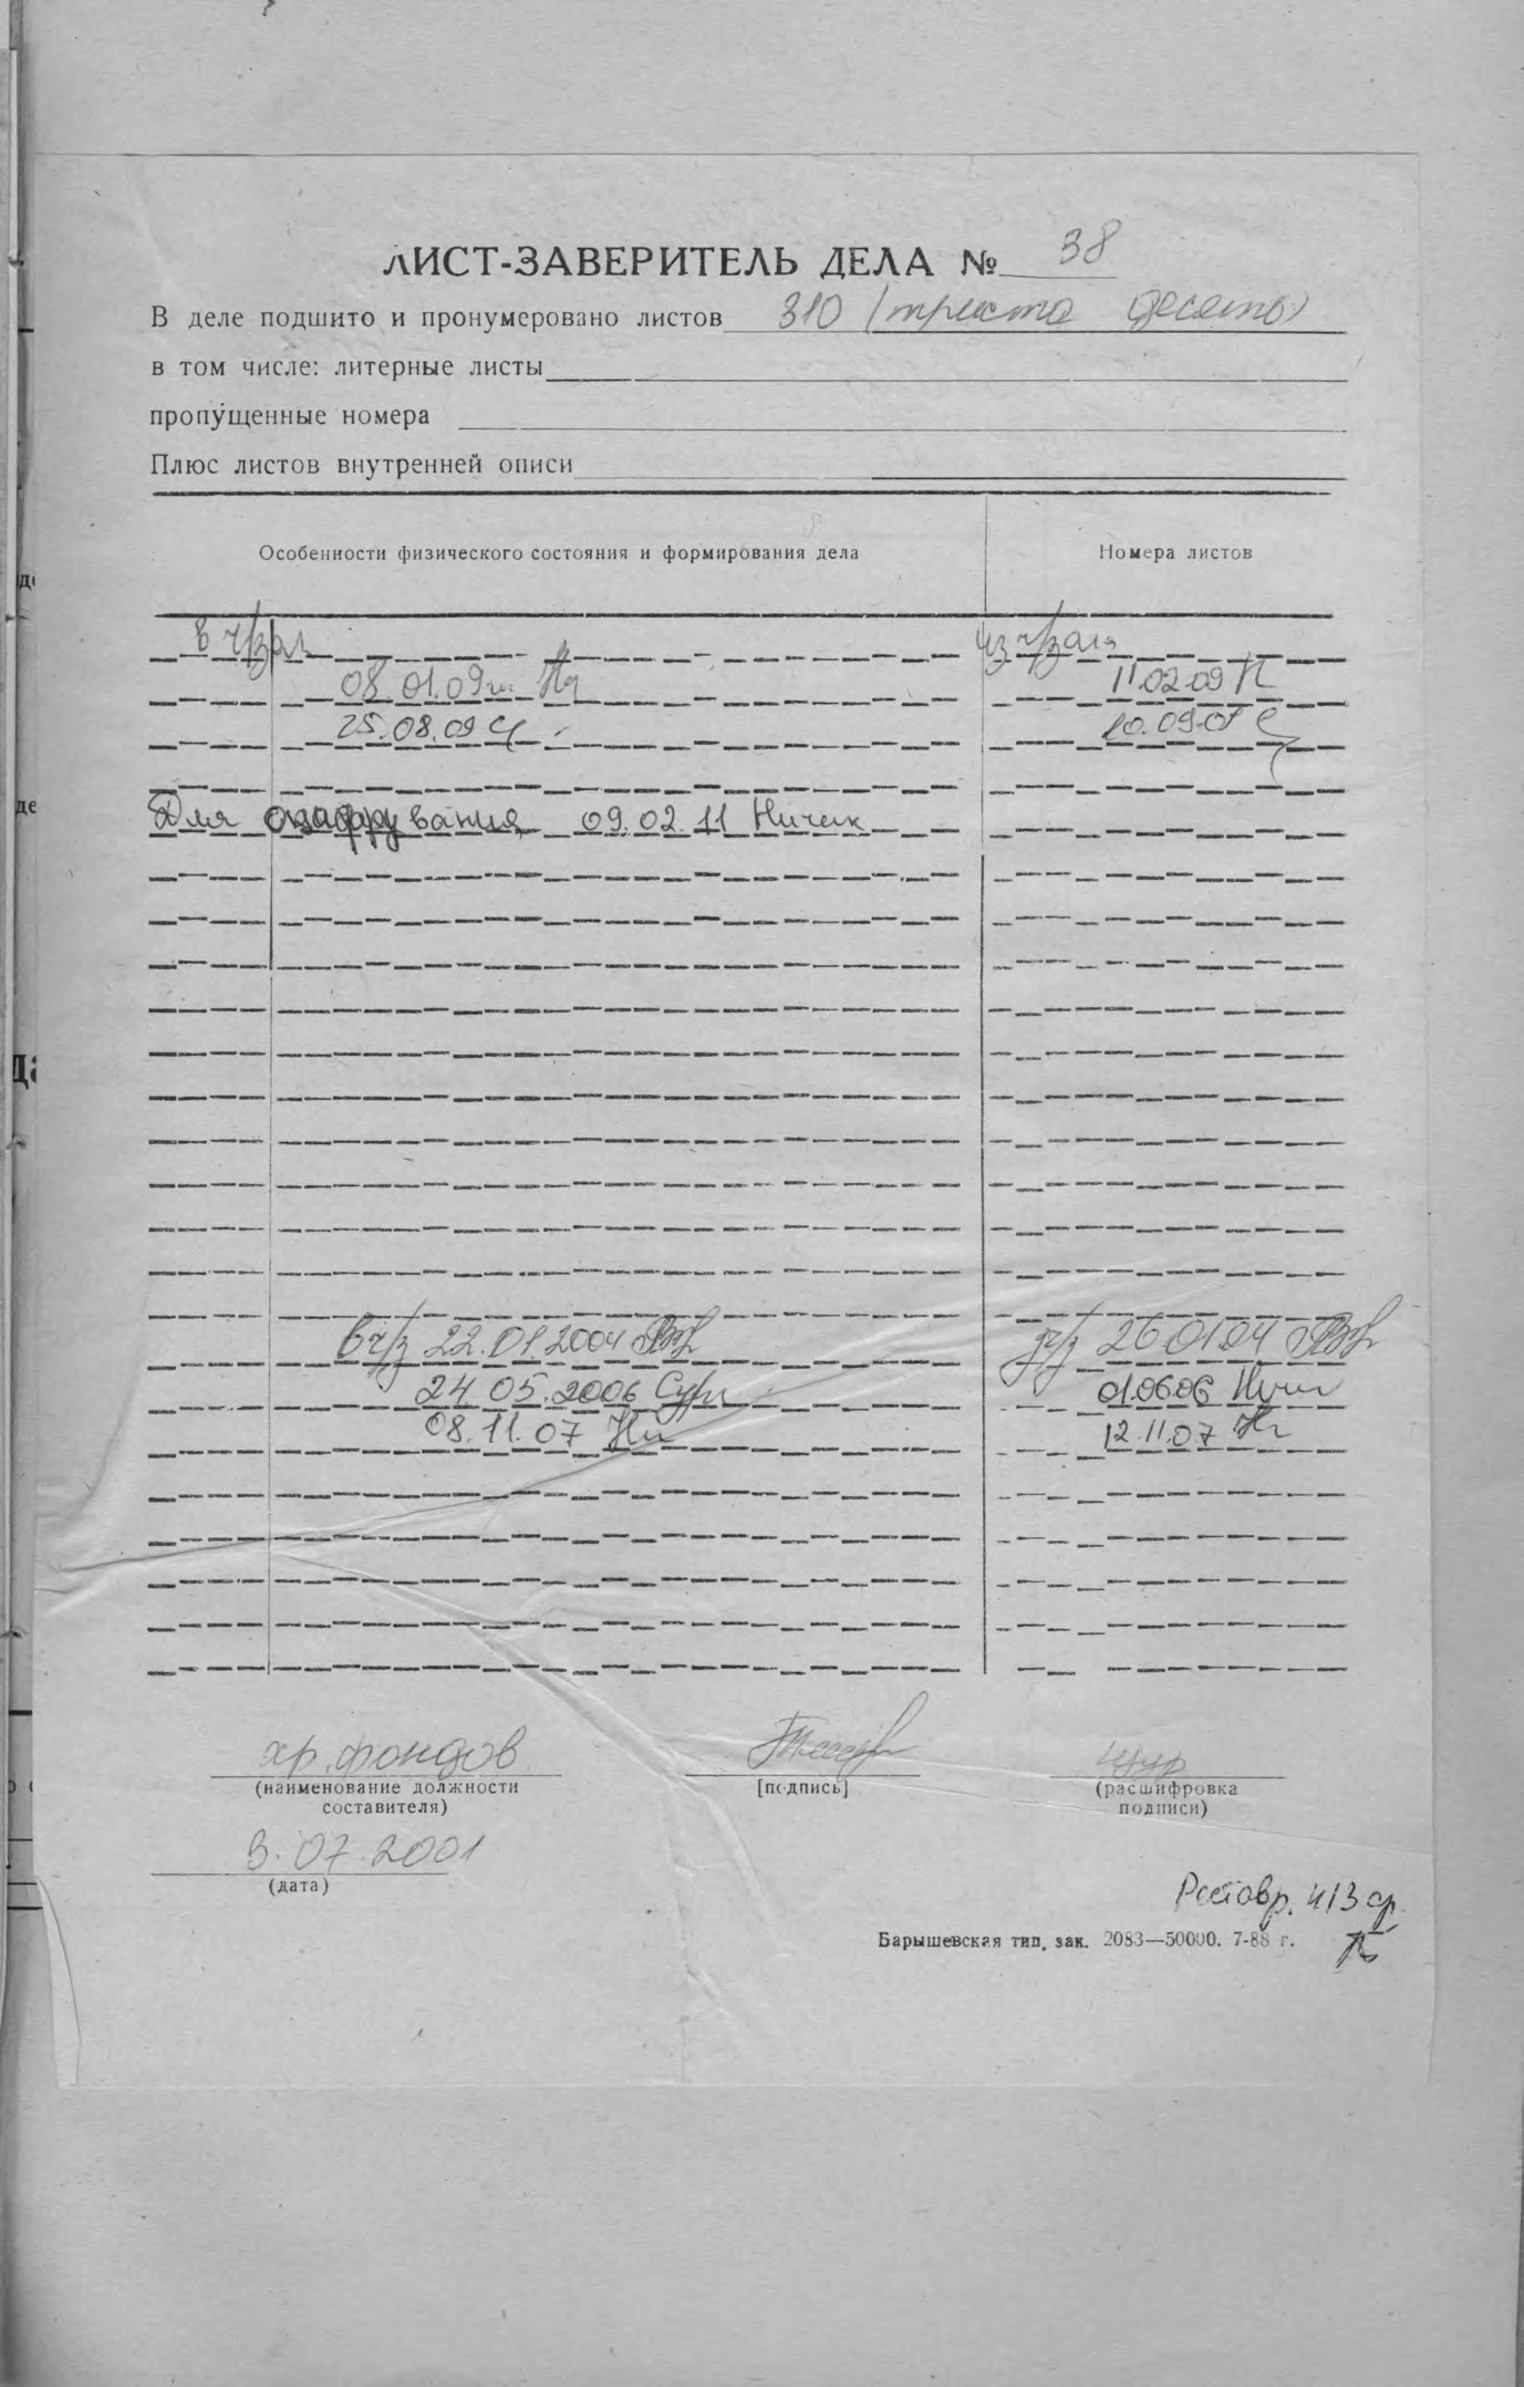 ЛИСТ-ЗАВЕРИТЕЛЬ ДЕЛА № 38
В деле подшито и пронумеровано листов 310 (триста десять)
в том числе: литерные листы
пропущенные номера
Плюс листов внутренней описи
Особенности физического состояния и формирования дела Номера листов
в ч/зал из ч/зала
08.01.09 11.02.09
25.08.09 10.09.09
Для 09.02.11
в ч/з 22.01.2004 26.01.04
24.05.2006 01.06.06
08.11.07 12.11.07
хр. фондов
(наименование должности составителя) [подпись] (расшифровка подписи)
3.07.2001
(дата)
Реставр. 413
Барышевская тип. зак. 2083—50000. 7-88 г.